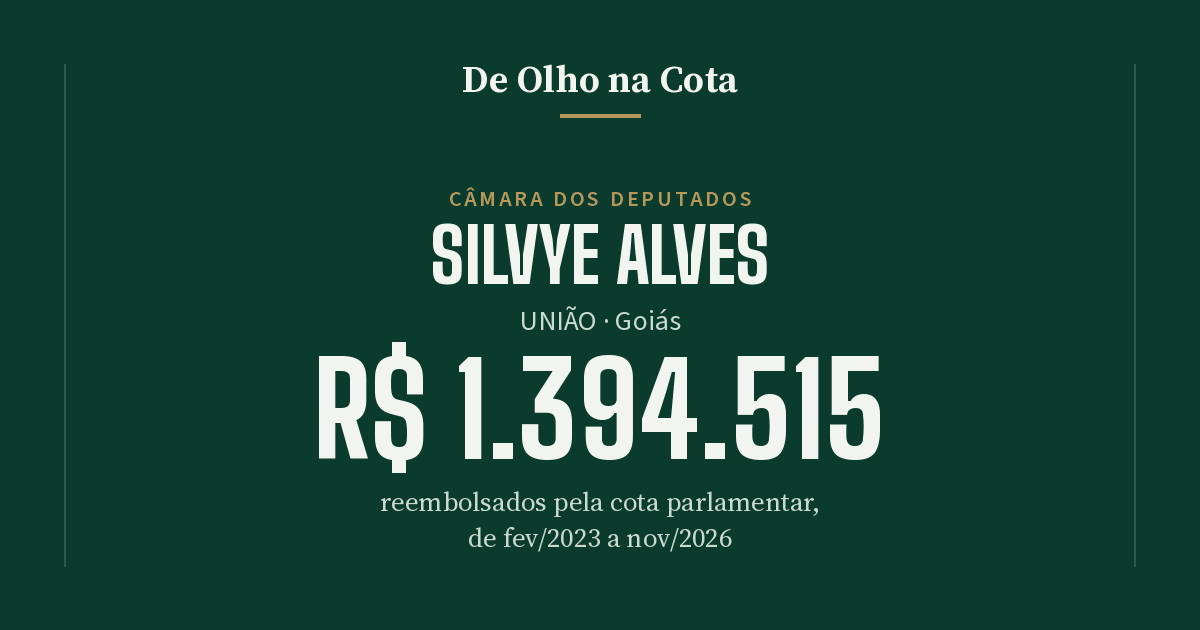 De Olho na Cota
CÂMARA DOS DEPUTADOS
SILVYE ALVES
UNIÃO · Goiás
R$ 1.394.515
reembolsados pela cota parlamentar,
de fev/2023 a nov/2026